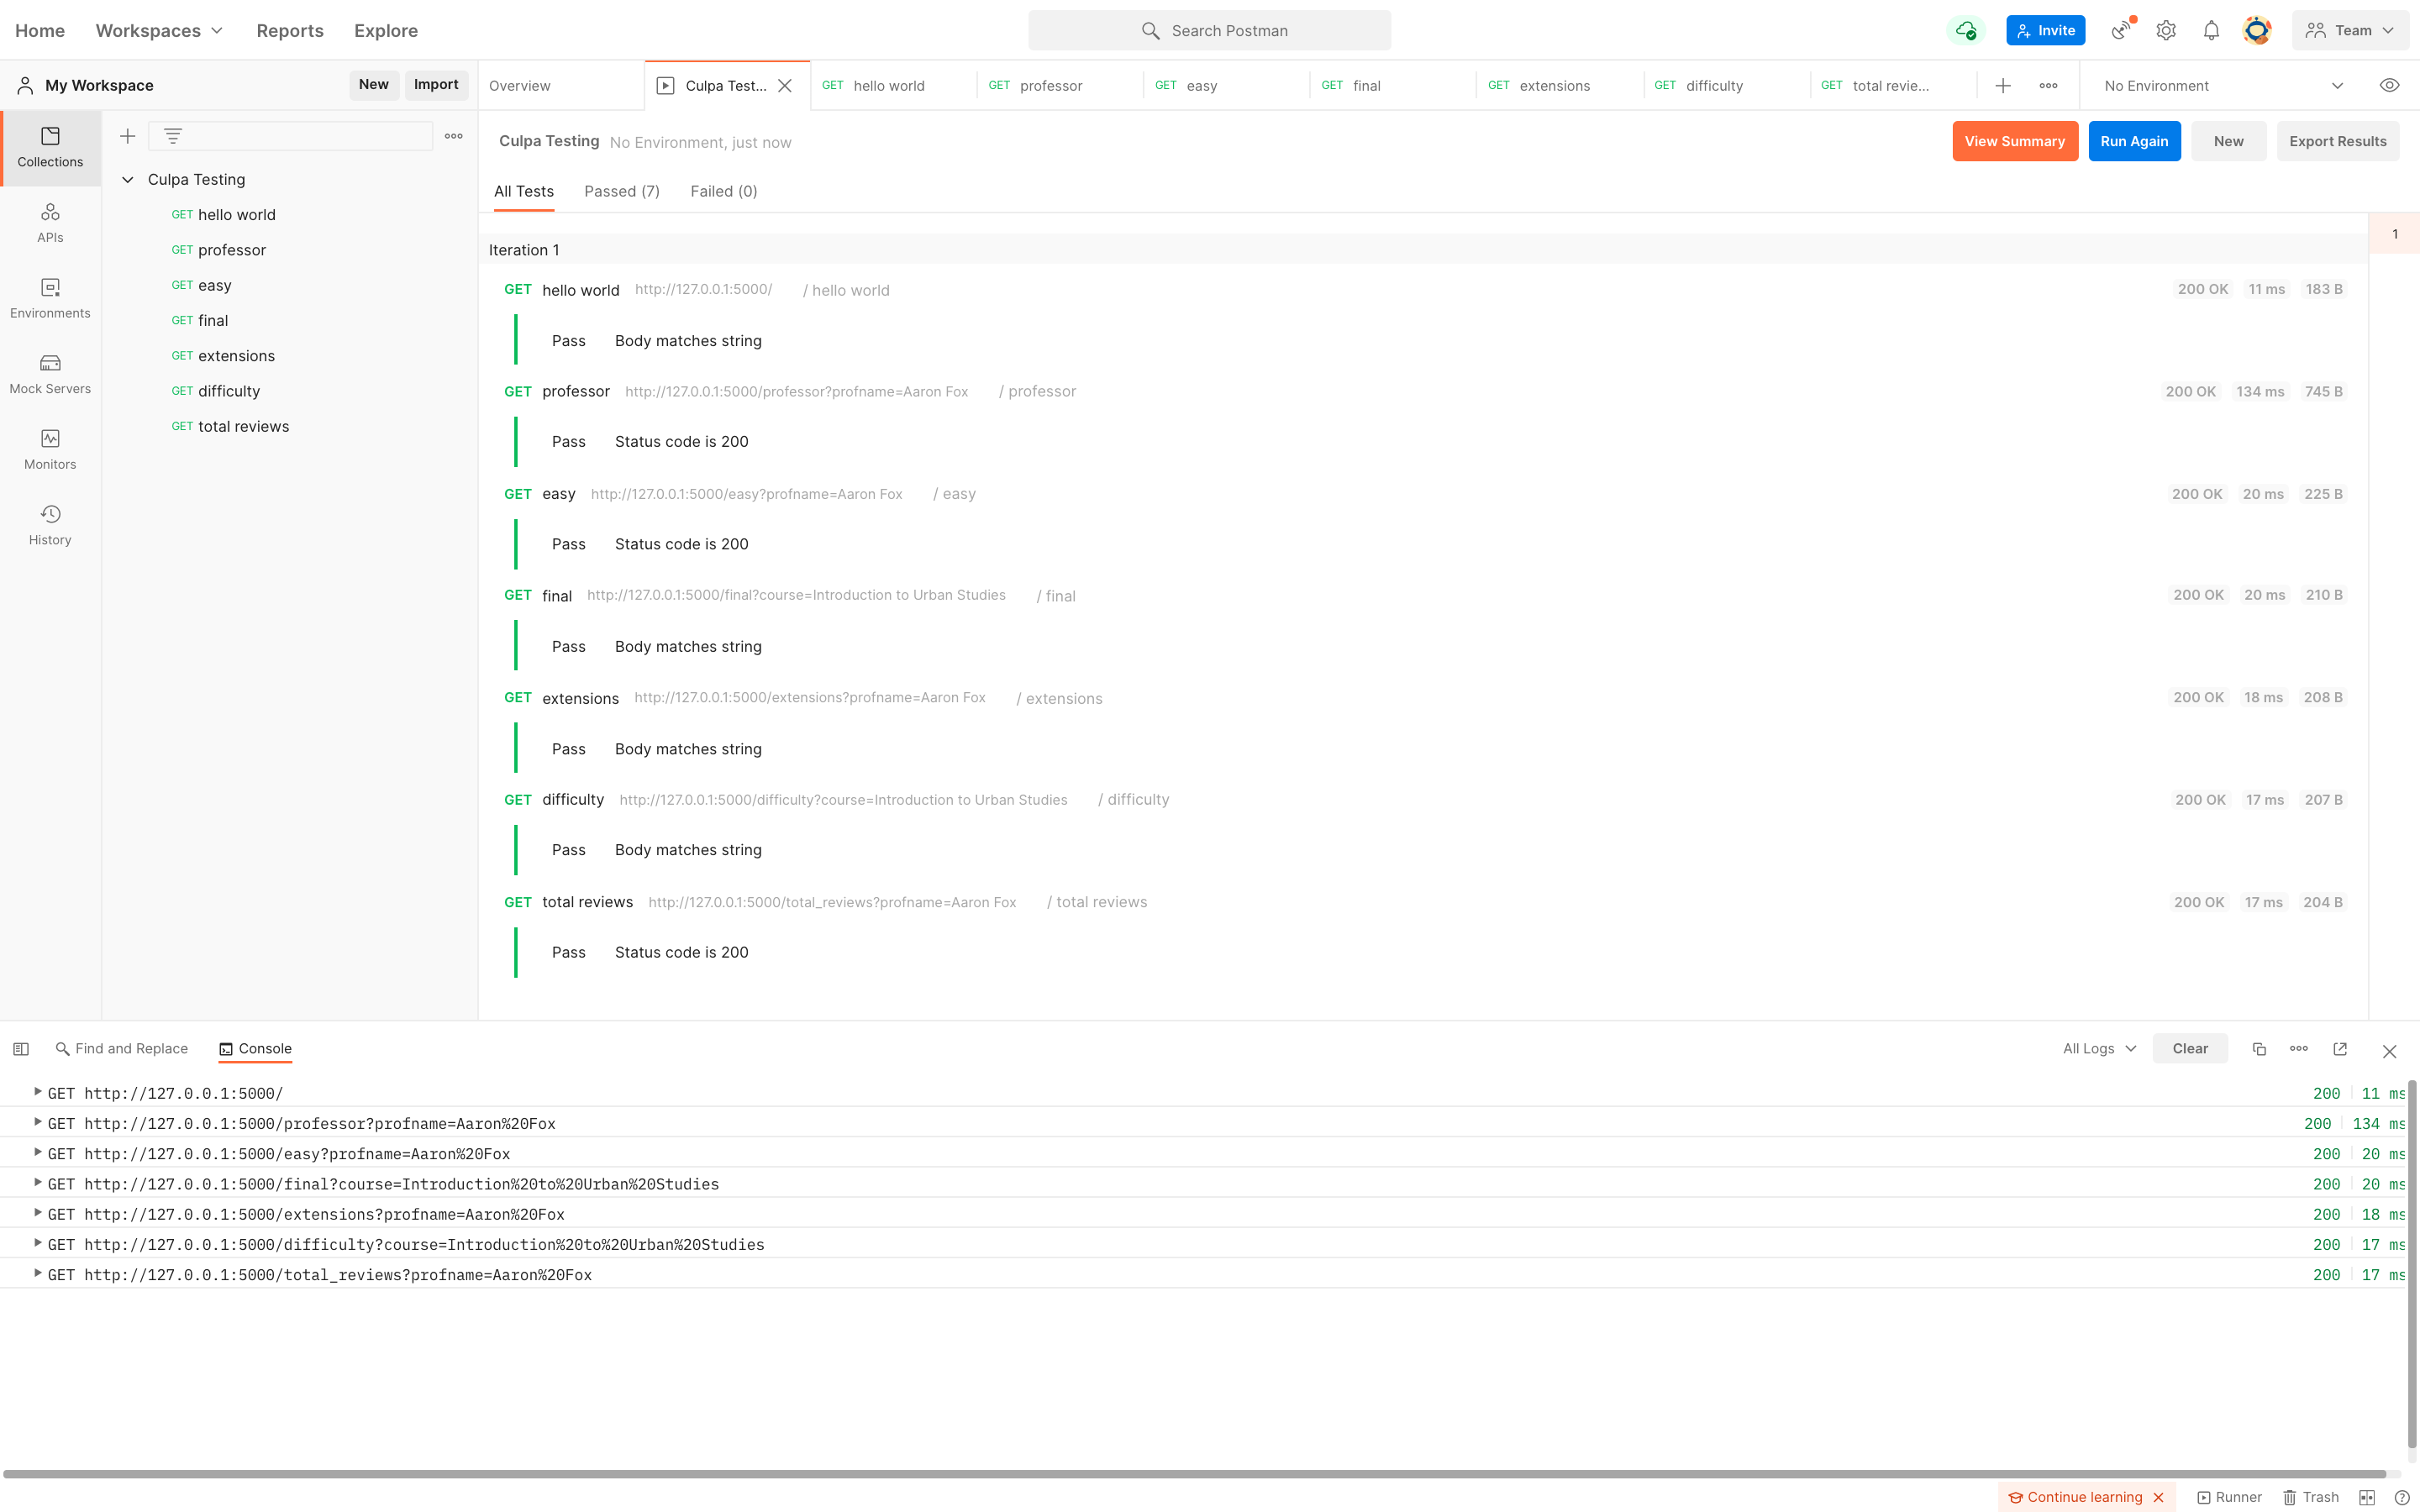 Home Workspaces Reports Explore Search Postman Invite Team
My Workspace New Import Overview Culpa Test... GET hello world GET professor GET easy GET final GET extensions GET difficulty GET total revie... No Environment
Collections
APIs
Environments
Mock Servers
Monitors
History
Culpa Testing
GET hello world
GET professor
GET easy
GET final
GET extensions
GET difficulty
GET total reviews
Culpa Testing No Environment, just now View Summary Run Again New Export Results
All Tests Passed (7) Failed (0)
Iteration 1 1
GET hello world http://127.0.0.1:5000/ / hello world 200 OK 11 ms 183 B
Pass Body matches string
GET professor http://127.0.0.1:5000/professor?profname=Aaron Fox / professor 200 OK 134 ms 745 B
Pass Status code is 200
GET easy http://127.0.0.1:5000/easy?profname=Aaron Fox / easy 200 OK 20 ms 225 B
Pass Status code is 200
GET final http://127.0.0.1:5000/final?course=Introduction to Urban Studies / final 200 OK 20 ms 210 B
Pass Body matches string
GET extensions http://127.0.0.1:5000/extensions?profname=Aaron Fox / extensions 200 OK 18 ms 208 B
Pass Body matches string
GET difficulty http://127.0.0.1:5000/difficulty?course=Introduction to Urban Studies / difficulty 200 OK 17 ms 207 B
Pass Body matches string
GET total reviews http://127.0.0.1:5000/total_reviews?profname=Aaron Fox / total reviews 200 OK 17 ms 204 B
Pass Status code is 200
Find and Replace Console All Logs Clear
GET http://127.0.0.1:5000/ 200 11 ms
GET http://127.0.0.1:5000/professor?profname=Aaron%20Fox 200 134 ms
GET http://127.0.0.1:5000/easy?profname=Aaron%20Fox 200 20 ms
GET http://127.0.0.1:5000/final?course=Introduction%20to%20Urban%20Studies 200 20 ms
GET http://127.0.0.1:5000/extensions?profname=Aaron%20Fox 200 18 ms
GET http://127.0.0.1:5000/difficulty?course=Introduction%20to%20Urban%20Studies 200 17 ms
GET http://127.0.0.1:5000/total_reviews?profname=Aaron%20Fox 200 17 ms
Continue learning Runner Trash